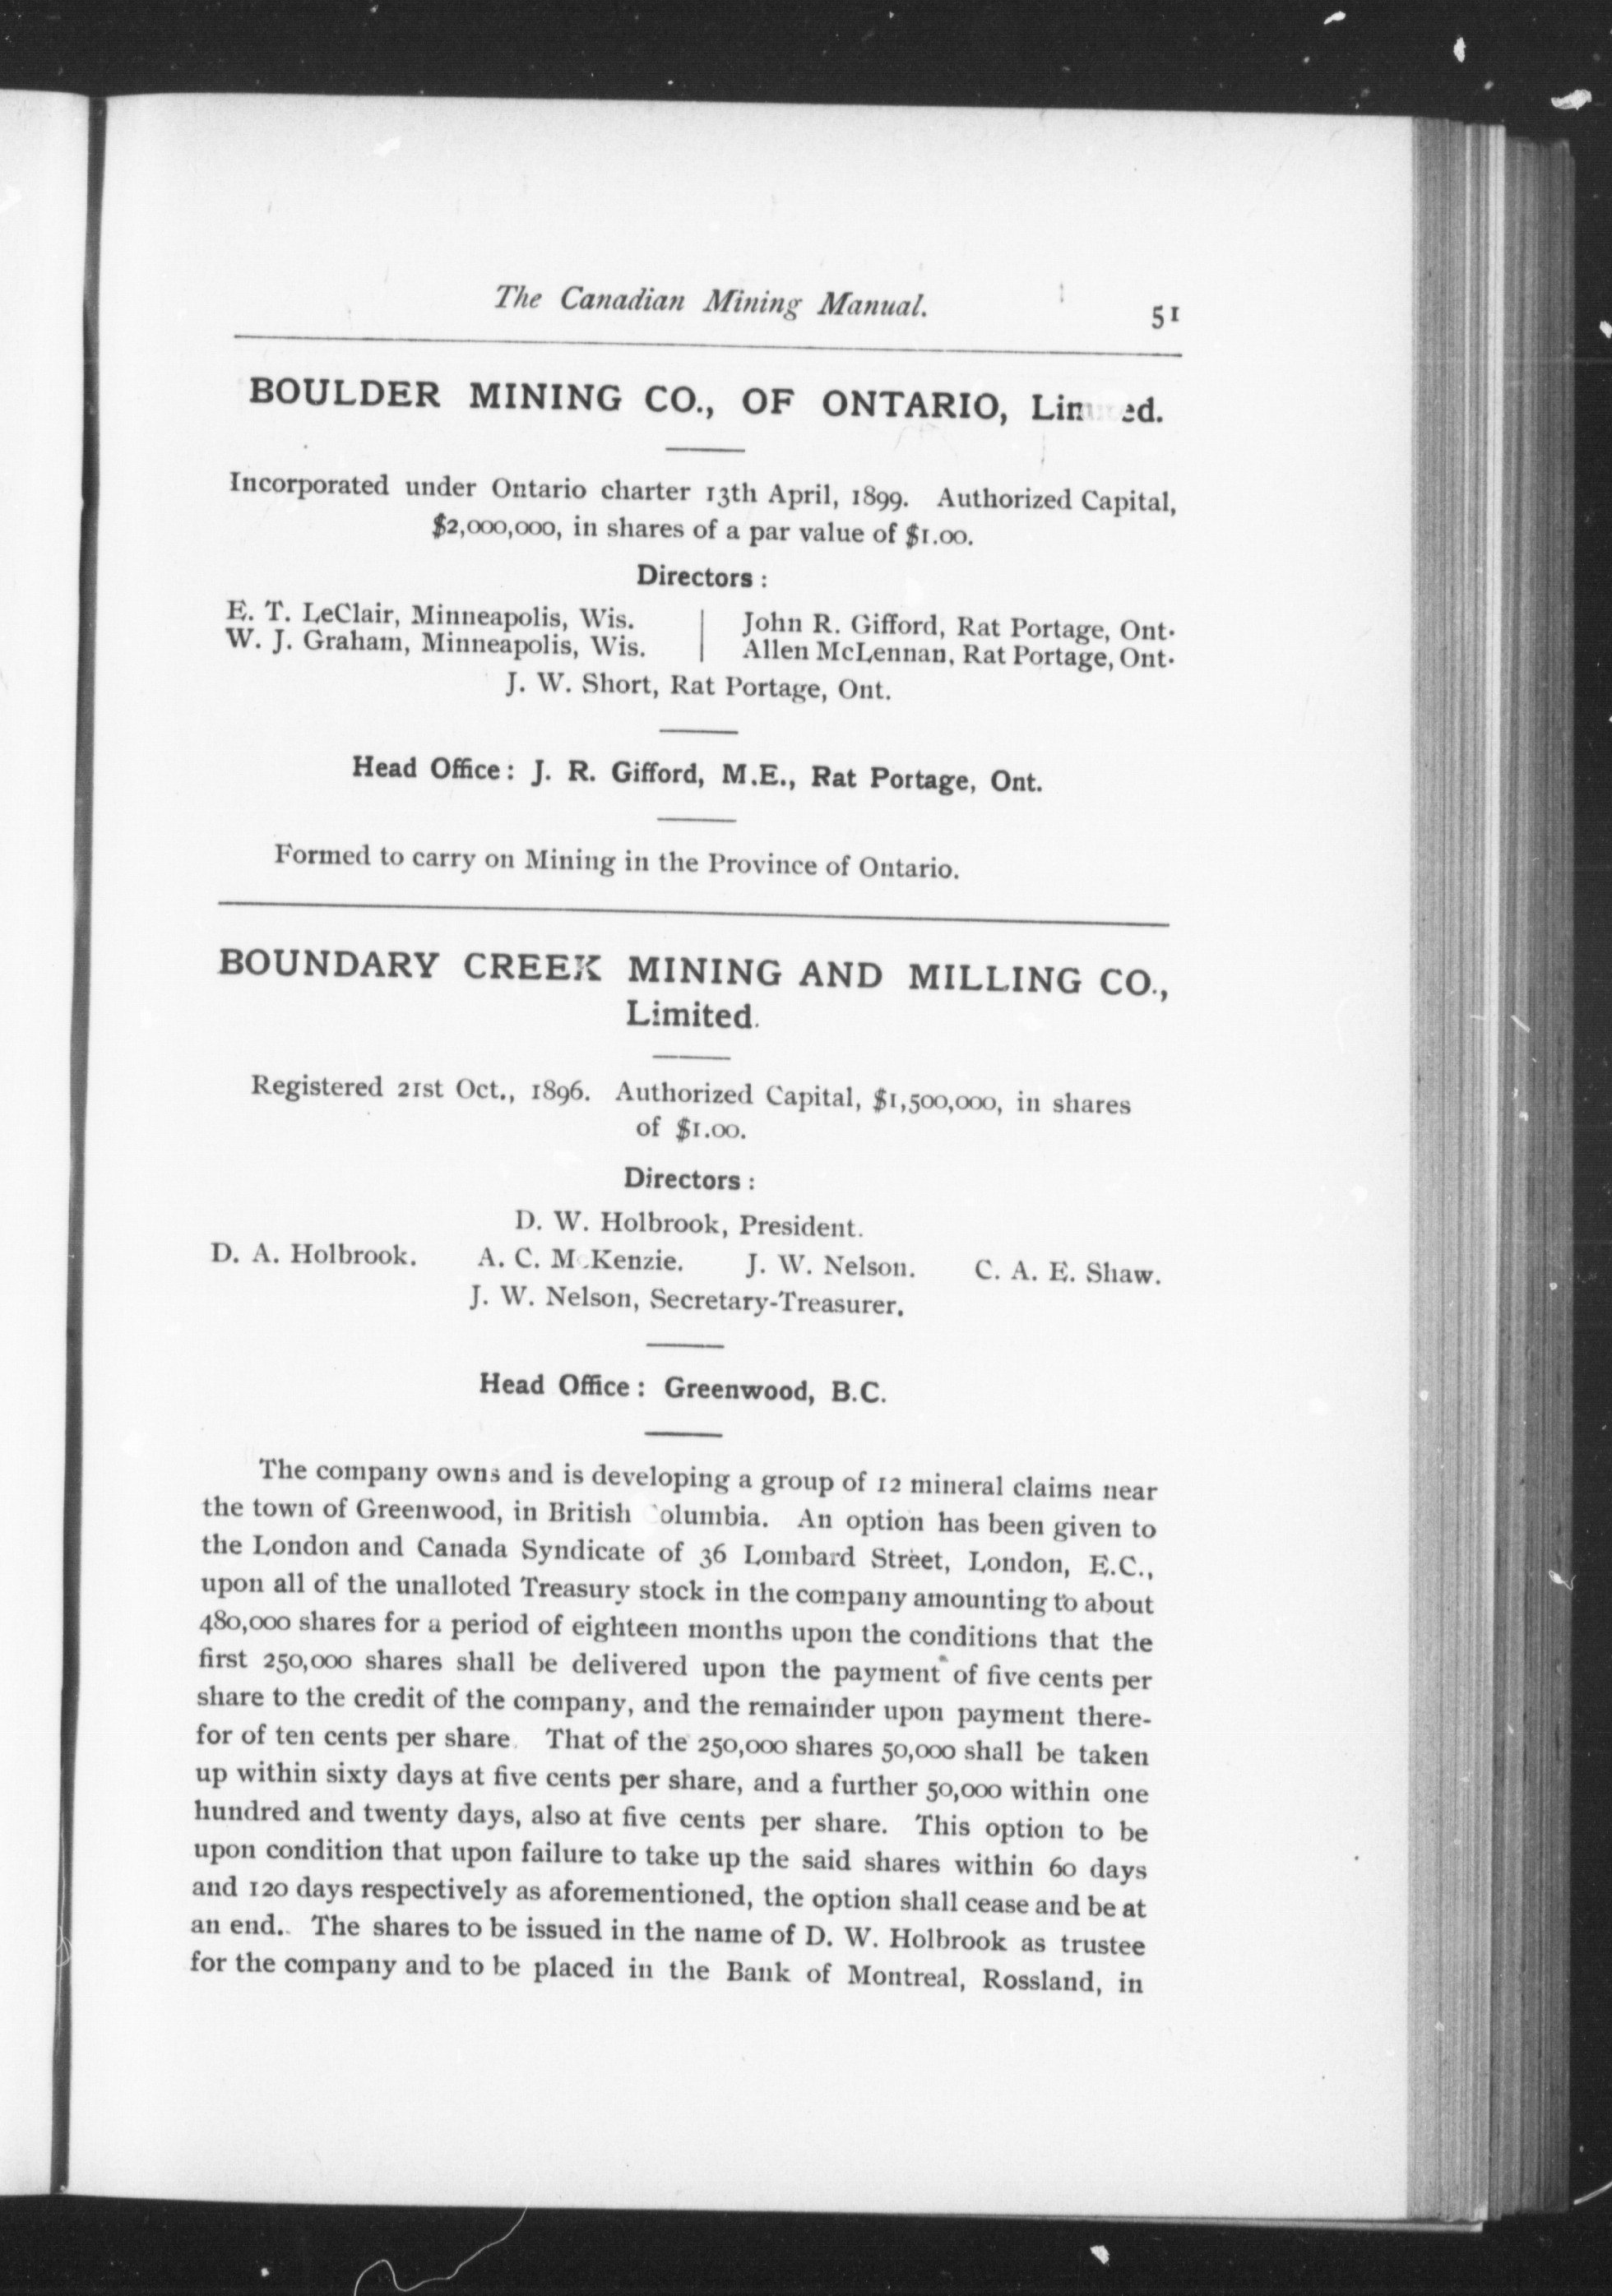 The Canadian Mining Manual. 51
BOULDER MINING CO., OF ONTARIO, Limited.
Incorporated under Ontario charter 13th April, 1899. Authorized Capital,
$2,000,000, in shares of a par value of $1.00.
Directors :
E. T. LeClair, Minneapolis, Wis. | John R. Gifford, Rat Portage, Ont.
W. J. Graham, Minneapolis, Wis. | Allen McLennan, Rat Portage, Ont.
J. W. Short, Rat Portage, Ont.
Head Office : J. R. Gifford, M.E., Rat Portage, Ont.
Formed to carry on Mining in the Province of Ontario.
BOUNDARY CREEK MINING AND MILLING CO.,
Limited.
Registered 21st Oct., 1896. Authorized Capital, $1,500,000, in shares
of $1.00.
Directors :
D. W. Holbrook, President.
D. A. Holbrook. A. C. McKenzie. J. W. Nelson. C. A. E. Shaw.
J. W. Nelson, Secretary-Treasurer.
Head Office : Greenwood, B.C.
The company owns and is developing a group of 12 mineral claims near
the town of Greenwood, in British Columbia. An option has been given to
the London and Canada Syndicate of 36 Lombard Street, London, E.C.,
upon all of the unalloted Treasury stock in the company amounting to about
480,000 shares for a period of eighteen months upon the conditions that the
first 250,000 shares shall be delivered upon the payment of five cents per
share to the credit of the company, and the remainder upon payment there-
for of ten cents per share. That of the 250,000 shares 50,000 shall be taken
up within sixty days at five cents per share, and a further 50,000 within one
hundred and twenty days, also at five cents per share. This option to be
upon condition that upon failure to take up the said shares within 60 days
and 120 days respectively as aforementioned, the option shall cease and be at
an end. The shares to be issued in the name of D. W. Holbrook as trustee
for the company and to be placed in the Bank of Montreal, Rossland, in